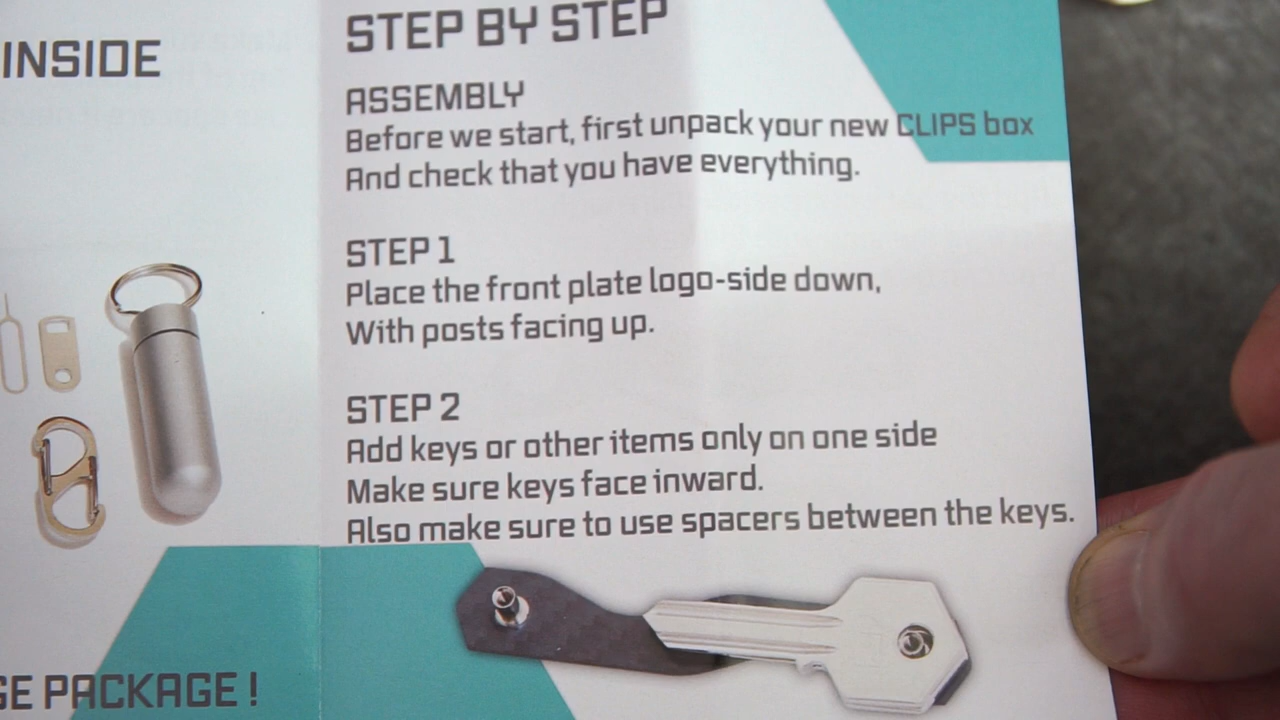 INSIDE
STEP BY STEP
ASSEMBLY
Before we start, first unpack your new CLIPS box
And check that you have everything.
STEP 1
Place the front plate logo-side down,
With posts facing up.
STEP 2
Add keys or other items only on one side
Make sure keys face inward.
Also make sure to use spacers between the keys.
PACKAGE !